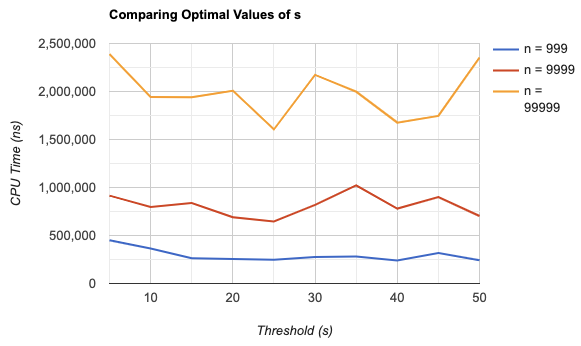 Comparing Optimal Values of s
2,500,000
2,000,000
1,500,000
1,000,000
500,000
0
CPU Time (ns)
10 20 30 40 50
Threshold (s)
n = 999
n = 9999
n =
99999